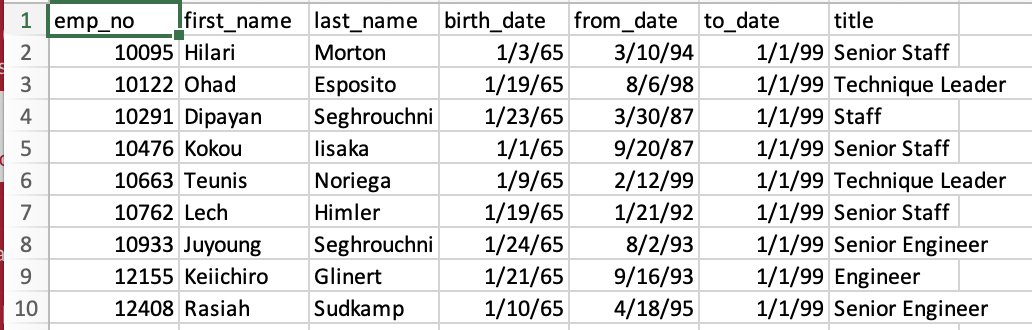 1 emp_no first_name last_name birth_date from_date to_date title
2 10095 Hilari Morton 1/3/65 3/10/94 1/1/99 Senior Staff
3 10122 Ohad Esposito 1/19/65 8/6/98 1/1/99 Technique Leader
4 10291 Dipayan Seghrouchni 1/23/65 3/30/87 1/1/99 Staff
5 10476 Kokou Iisaka 1/1/65 9/20/87 1/1/99 Senior Staff
6 10663 Teunis Noriega 1/9/65 2/12/99 1/1/99 Technique Leader
7 10762 Lech Himler 1/19/65 1/21/92 1/1/99 Senior Staff
8 10933 Juyoung Seghrouchni 1/24/65 8/2/93 1/1/99 Senior Engineer
9 12155 Keiichiro Glinert 1/21/65 9/16/93 1/1/99 Engineer
10 12408 Rasiah Sudkamp 1/10/65 4/18/95 1/1/99 Senior Engineer